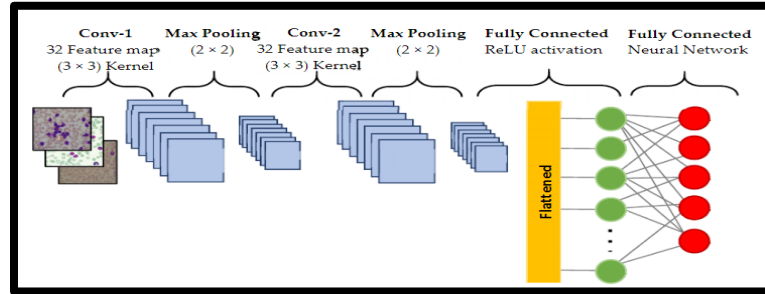 Conv-1
32 Feature map
(3 × 3) Kernel
Max Pooling
(2 × 2)
Conv-2
32 Feature map
(3 × 3) Kernel
Max Pooling
(2 × 2)
Fully Connected
ReLU activation
Fully Connected
Neural Network
Flattened